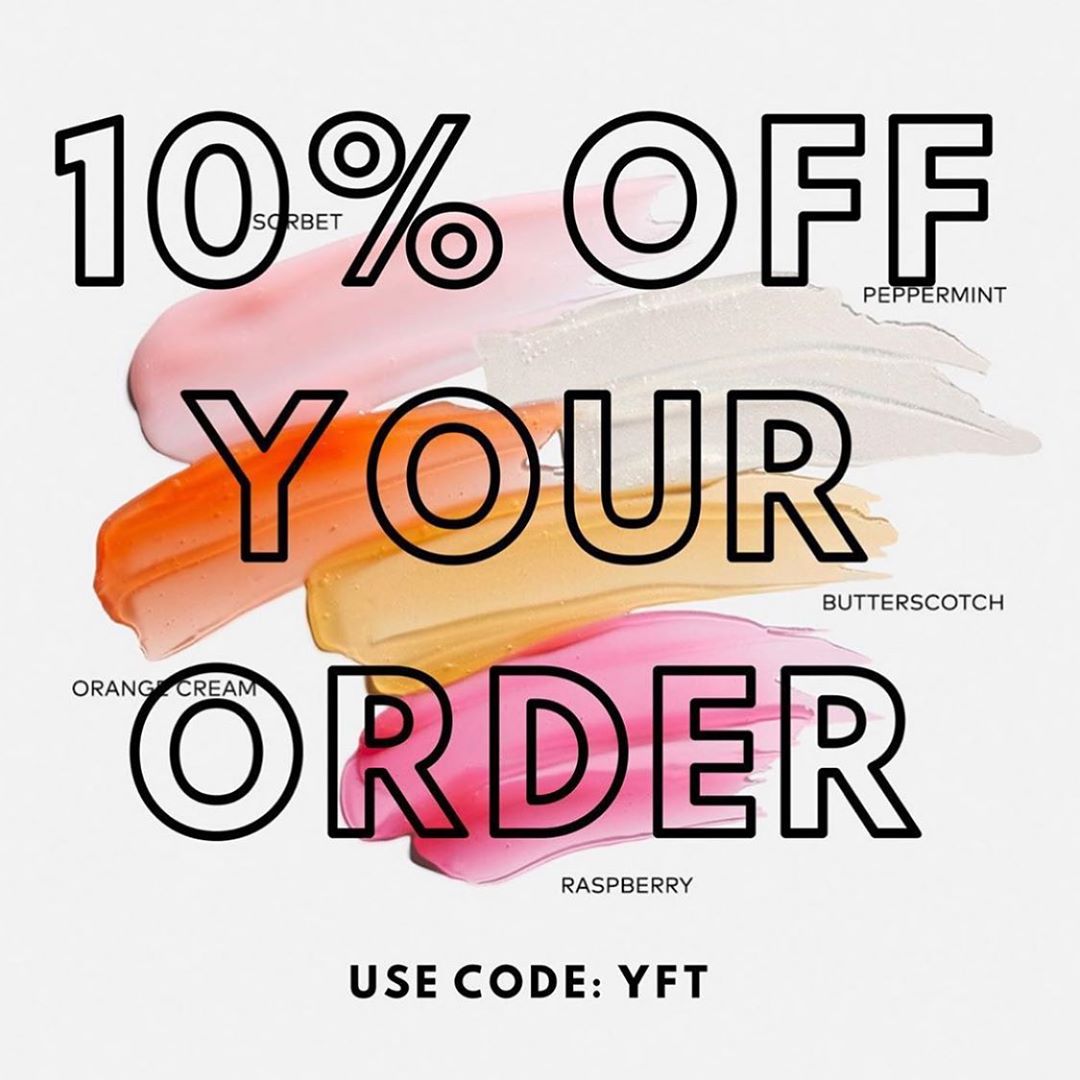 10% OFF
SORBET
PEPPERMINT
YOUR
BUTTERSCOTCH
ORANGE CREAM
ORDER
RASPBERRY
USE CODE: YFT